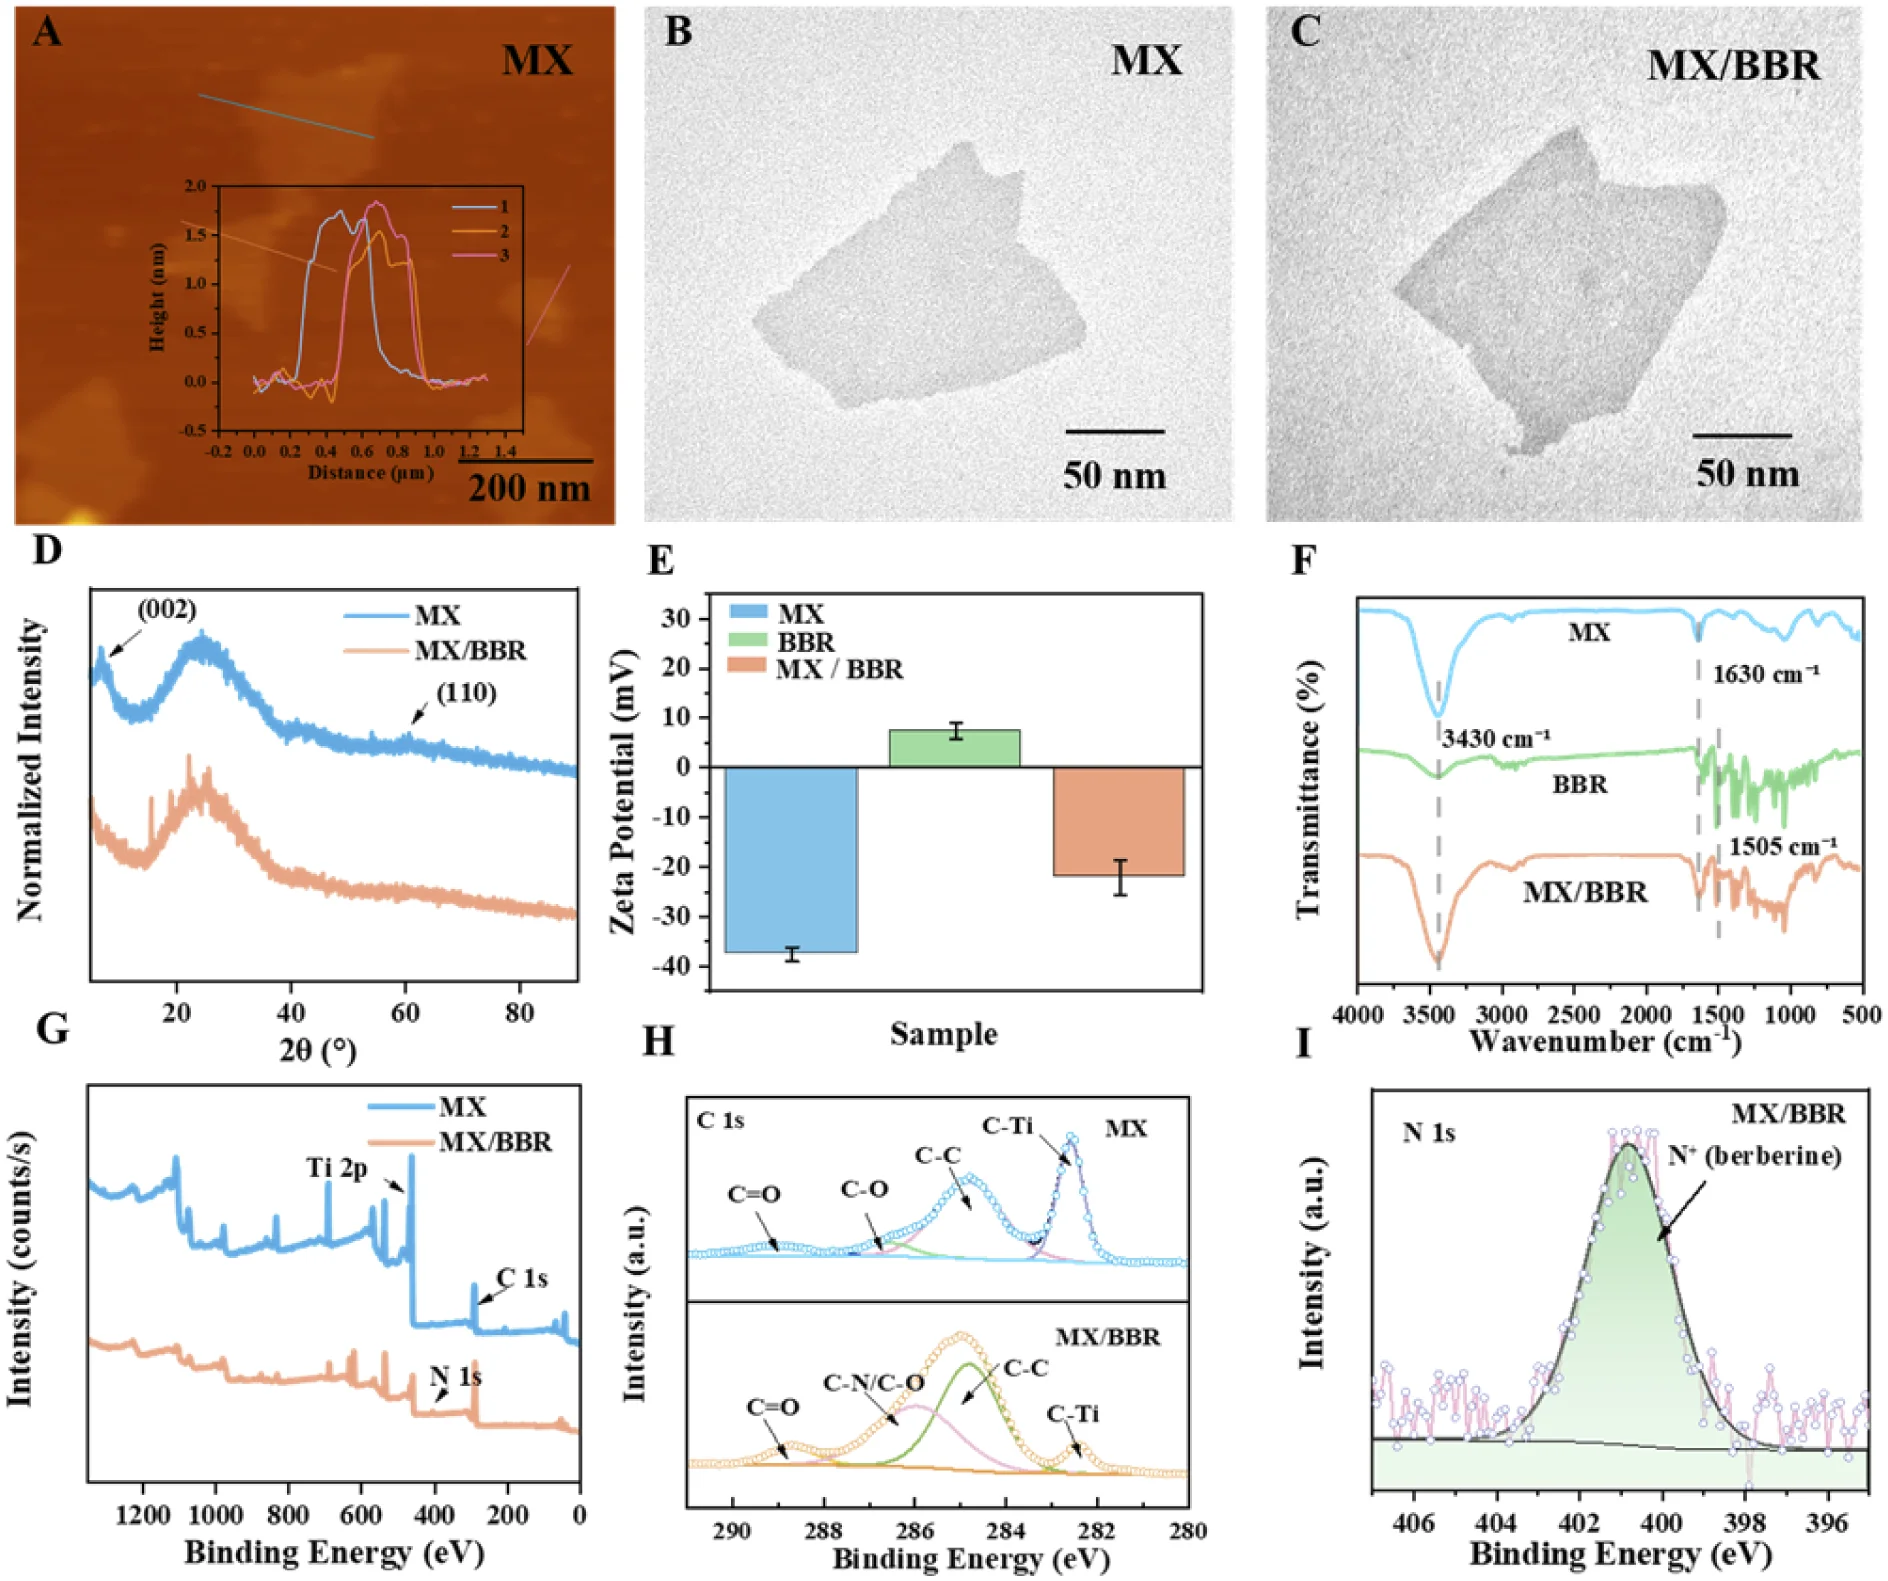 A
MX
2.0
1.5
1.0
0.5
0.0
-0.5
1
2
3
Height (nm)
-0.2 0.0 0.2 0.4 0.6 0.8 1.0 1.2 1.4
Distance (μm)
200 nm
B
MX
50 nm
C
MX/BBR
50 nm
D
(002)
MX
MX/BBR
(110)
Normalized Intensity
20 40 60 80
2θ (°)
E
MX
BBR
MX / BBR
30
20
10
0
-10
-20
-30
-40
Zeta Potential (mV)
Sample
F
MX
1630 cm⁻¹
3430 cm⁻¹
BBR
1505 cm⁻¹
MX/BBR
Transmittance (%)
4000 3500 3000 2500 2000 1500 1000 500
Wavenumber (cm⁻¹)
G
MX
MX/BBR
Ti 2p
C 1s
N 1s
Intensity (counts/s)
1200 1000 800 600 400 200 0
Binding Energy (eV)
H
C 1s
C-Ti
MX
C-C
C=O
C-O
MX/BBR
C-N/C-O
C-C
C=O
C-Ti
Intensity (a.u.)
290 288 286 284 282 280
Binding Energy (eV)
I
N 1s
MX/BBR
N⁺ (berberine)
Intensity (a.u.)
406 404 402 400 398 396
Binding Energy (eV)